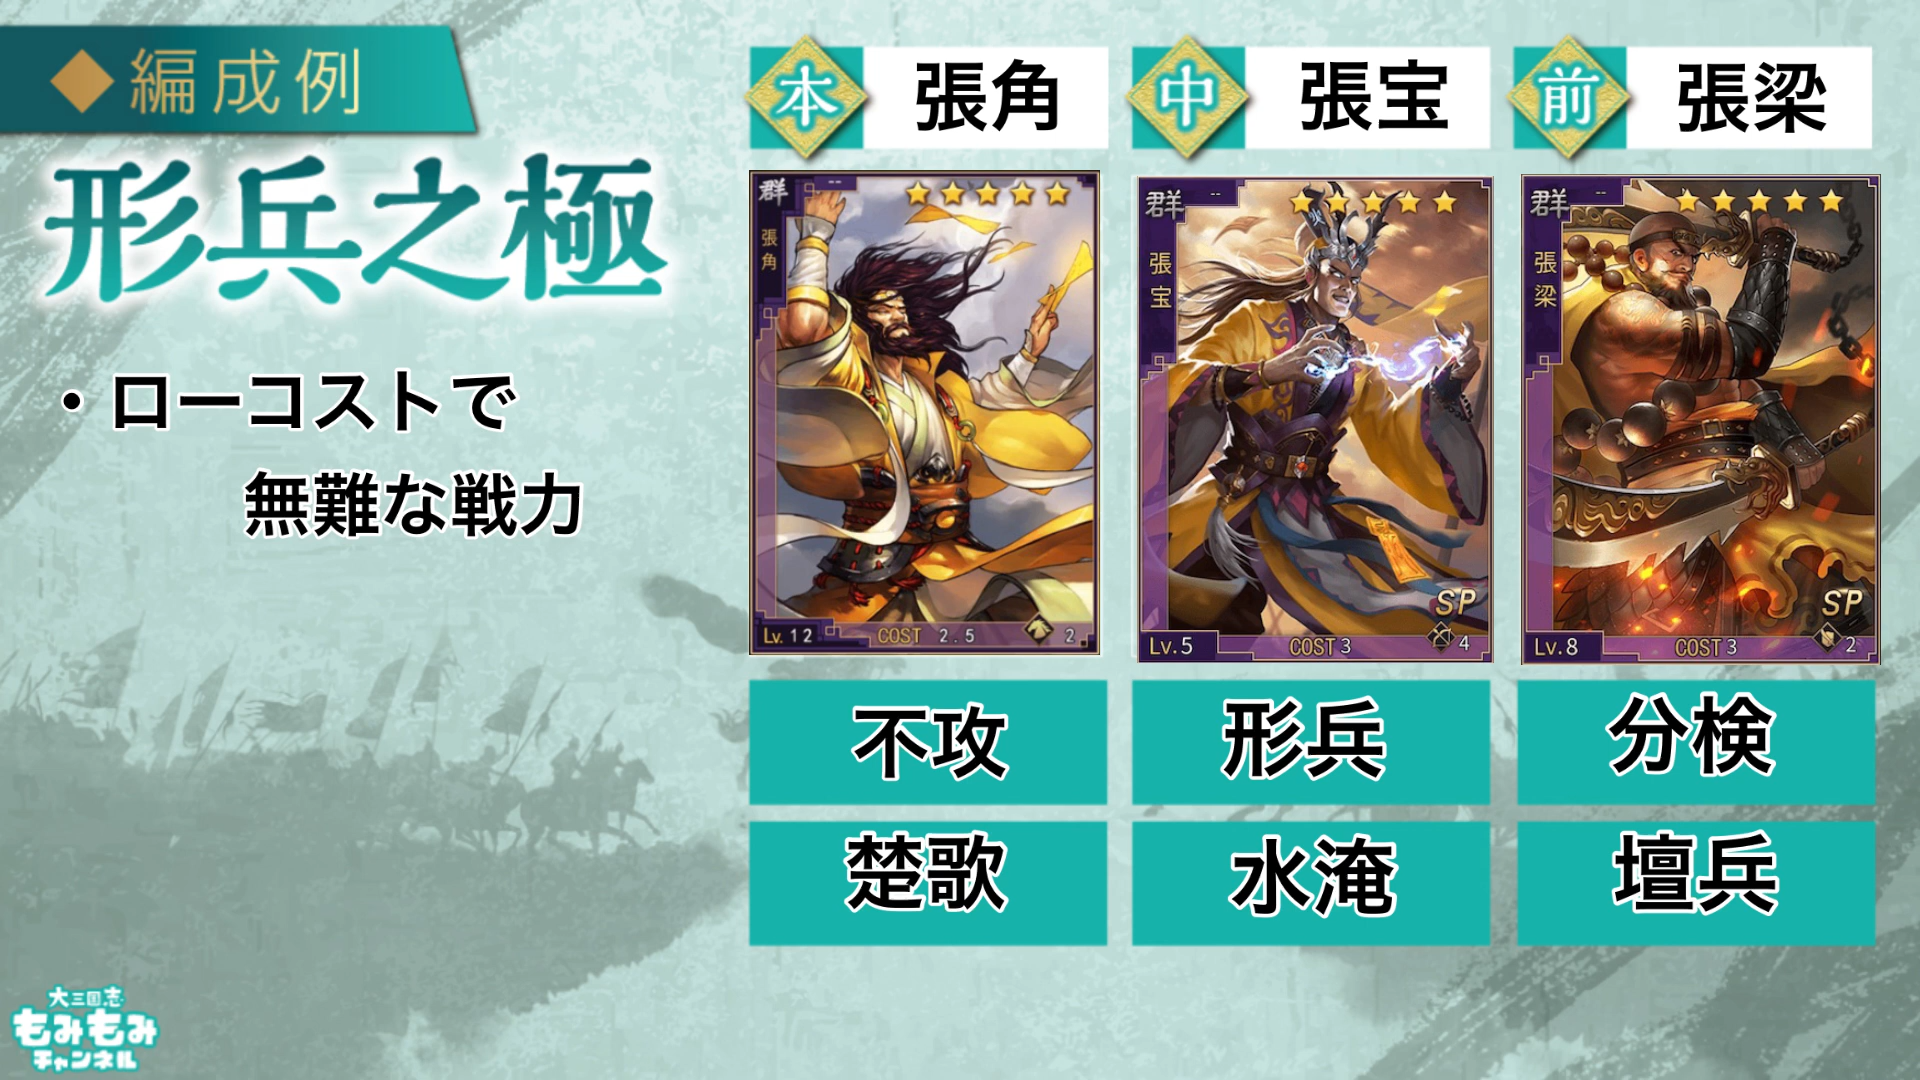 編成例
形兵之極
・ローコストで
無難な戦力
本 張角
中 張宝
前 張梁
群 --
張角
Lv.12 COST 2.5 2
群 --
張宝
SP
Lv.5 COST 3 4
群 --
張梁
SP
Lv.8 COST 3 2
不攻
形兵
分検
楚歌
水淹
壇兵
大三国志
もみもみ
チャンネル